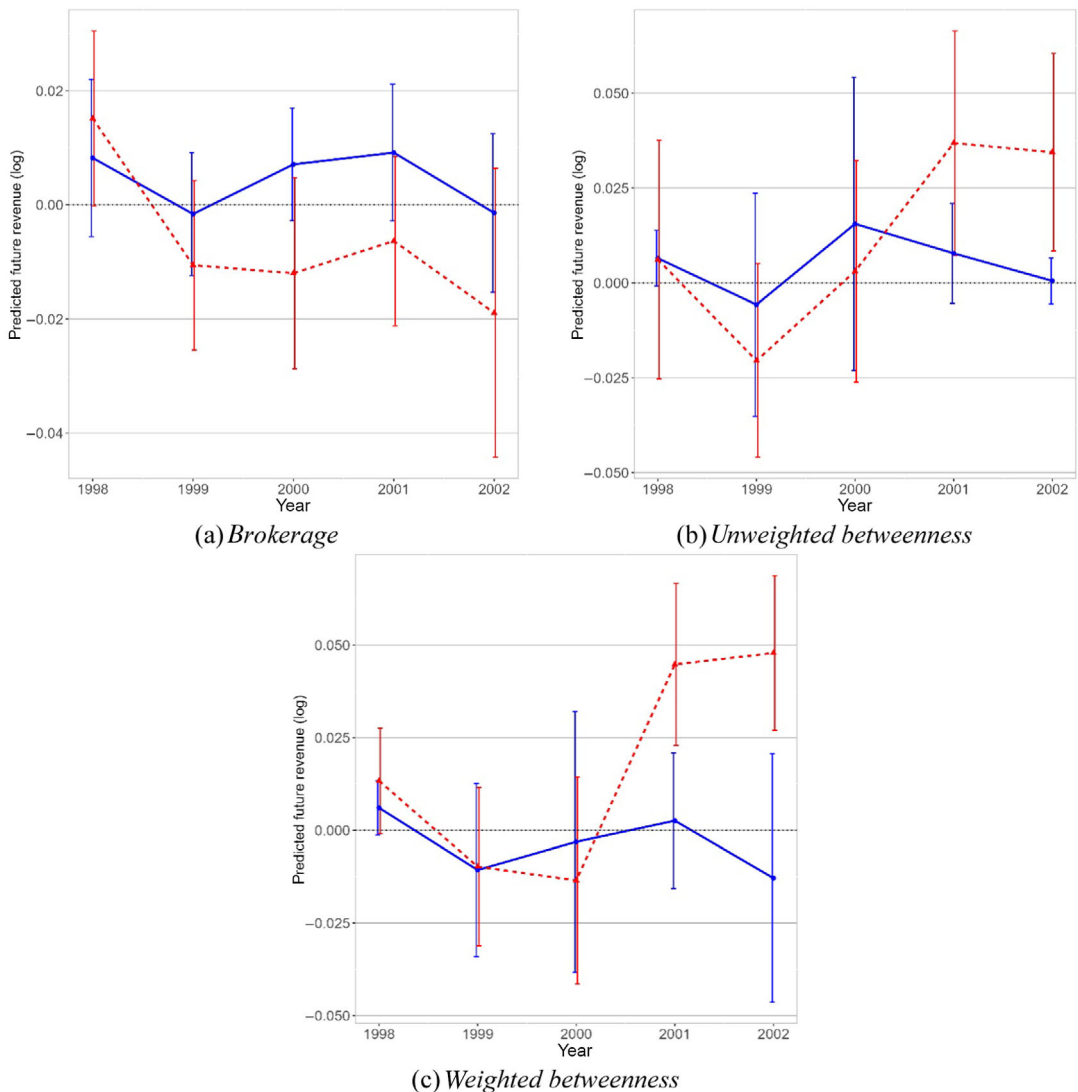 Predicted future revenue (log)
0.02
0.00
−0.02
−0.04
1998 1999 2000 2001 2002
Year
(a) Brokerage
Predicted future revenue (log)
0.050
0.025
0.000
−0.025
−0.050
1998 1999 2000 2001 2002
Year
(b) Unweighted betweenness
Predicted future revenue (log)
0.050
0.025
0.000
−0.025
−0.050
1998 1999 2000 2001 2002
Year
(c) Weighted betweenness